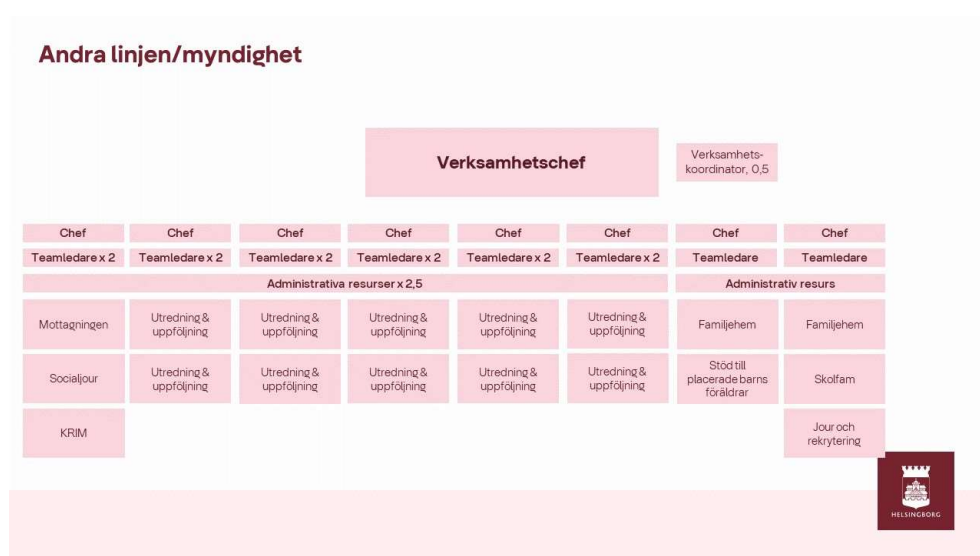 Andra linjen/myndighet
Verksamhetschef
Verksamhets-
koordinator, 0,5
Chef Chef Chef Chef Chef Chef Chef Chef
Teamledare x 2 Teamledare x 2 Teamledare x 2 Teamledare x 2 Teamledare x 2 Teamledare x 2 Teamledare Teamledare
Administrativa resurser x 2,5 Administrativ resurs
Mottagningen
Utredning &
uppföljning
Utredning &
uppföljning
Utredning &
uppföljning
Utredning &
uppföljning
Utredning &
uppföljning
Familjehem
Familjehem
Socialjour
Utredning &
uppföljning
Utredning &
uppföljning
Utredning &
uppföljning
Utredning &
uppföljning
Utredning &
uppföljning
Stöd till
placerade barns
föräldrar
Skolfam
KRIM
Jour och
rekrytering
HELSINGBORG